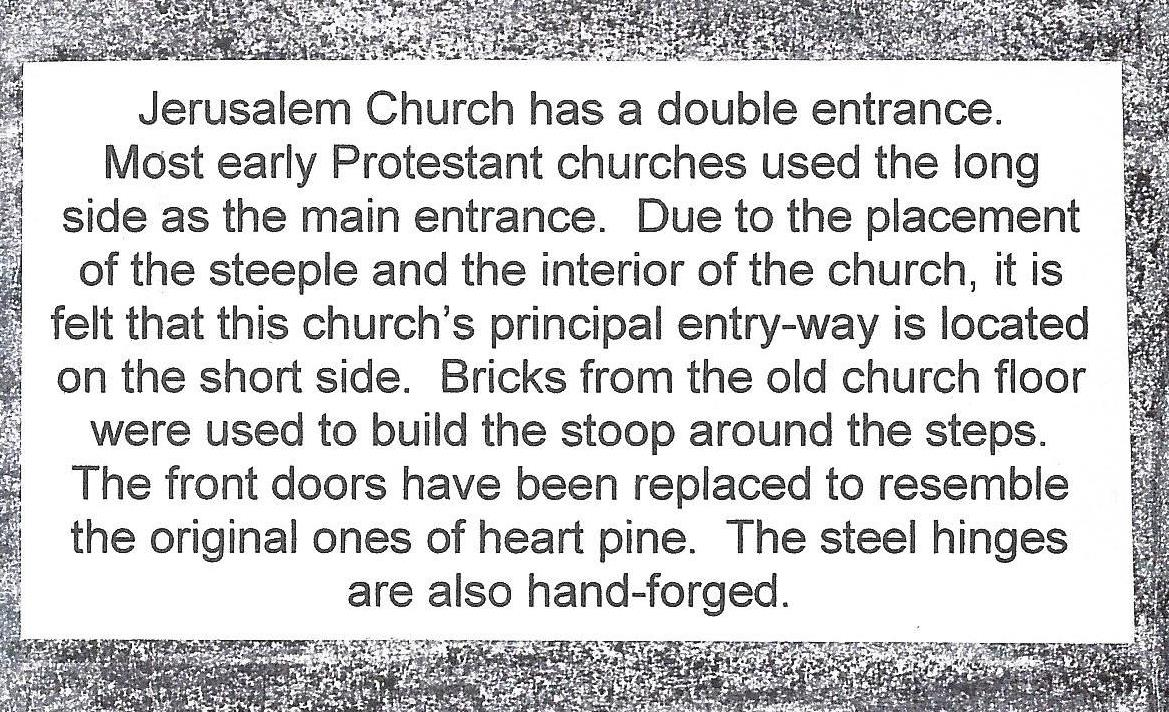 Jerusalem Church has a double entrance.
Most early Protestant churches used the long
side as the main entrance.  Due to the placement
of the steeple and the interior of the church, it is
felt that this church's principal entry-way is located
on the short side.  Bricks from the old church floor
were used to build the stoop around the steps.
The front doors have been replaced to resemble
the original ones of heart pine.  The steel hinges
are also hand-forged.